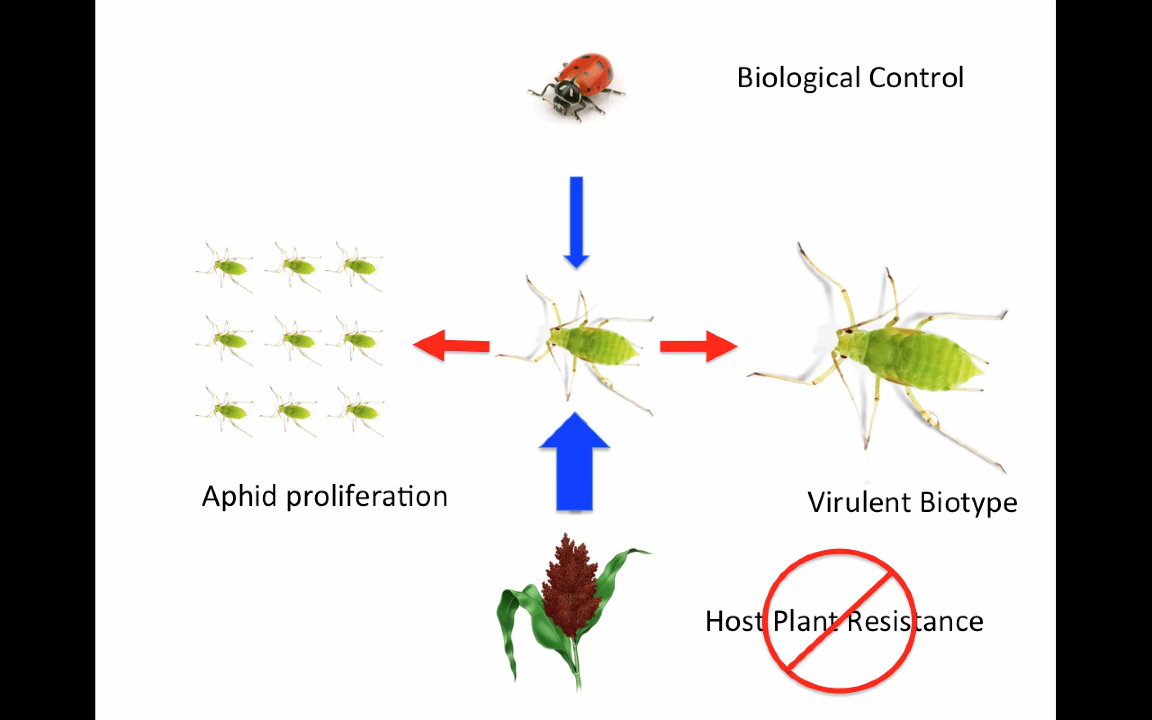 Biological Control
Aphid proliferation
Virulent Biotype
Host Plant Resistance